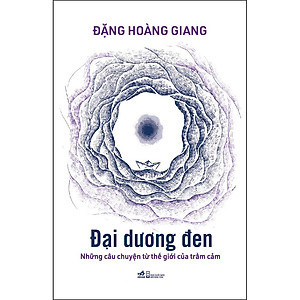 ĐẶNG HOÀNG GIANG
Đại dương đen
Những câu chuyện từ thế giới của trầm cảm